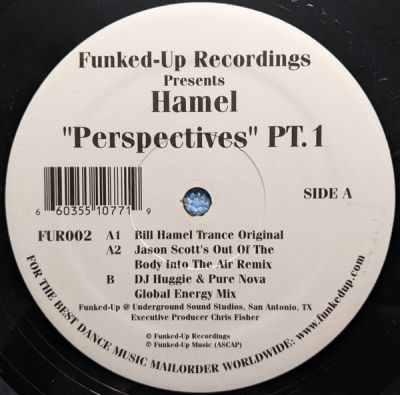 Funked-Up Recordings
Presents
Hamel
"Perspectives" PT.1
SIDE A
6 60355 10771 9
FUR002 A1 Bill Hamel Trance Original
A2 Jason Scott's Out Of The
Body into The Air Remix
B DJ Huggie & Pure Nova
Global Energy Mix
Funked-Up @ Underground Sound Studios, San Antonio, TX
Executive Producer Chris Fisher
© Funked-Up Recordings
℗ Funked-Up Music (ASCAP)
FOR THE BEST DANCE MUSIC MAILORDER WORLDWIDE: www.funkedup.com